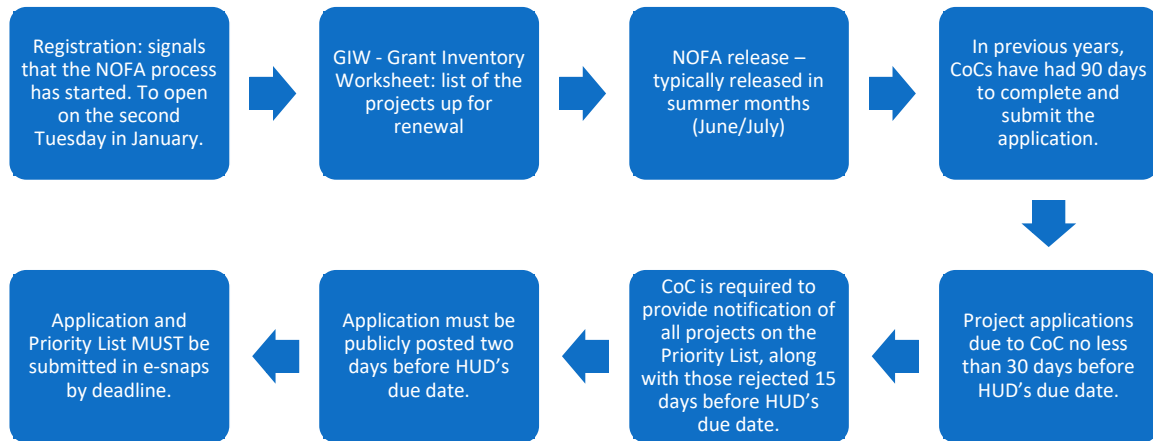 Registration: signals
that the NOFA process
has started. To open
on the second
Tuesday in January.
GIW - Grant Inventory
Worksheet: list of the
projects up for
renewal
NOFA release –
typically released in
summer months
(June/July)
In previous years,
CoCs have had 90 days
to complete and
submit the
application.
Project applications
due to CoC no less
than 30 days before
HUD’s due date.
CoC is required to
provide notification of
all projects on the
Priority List, along
with those rejected 15
days before HUD’s
due date.
Application must be
publicly posted two
days before HUD’s
due date.
Application and
Priority List MUST be
submitted in e-snaps
by deadline.